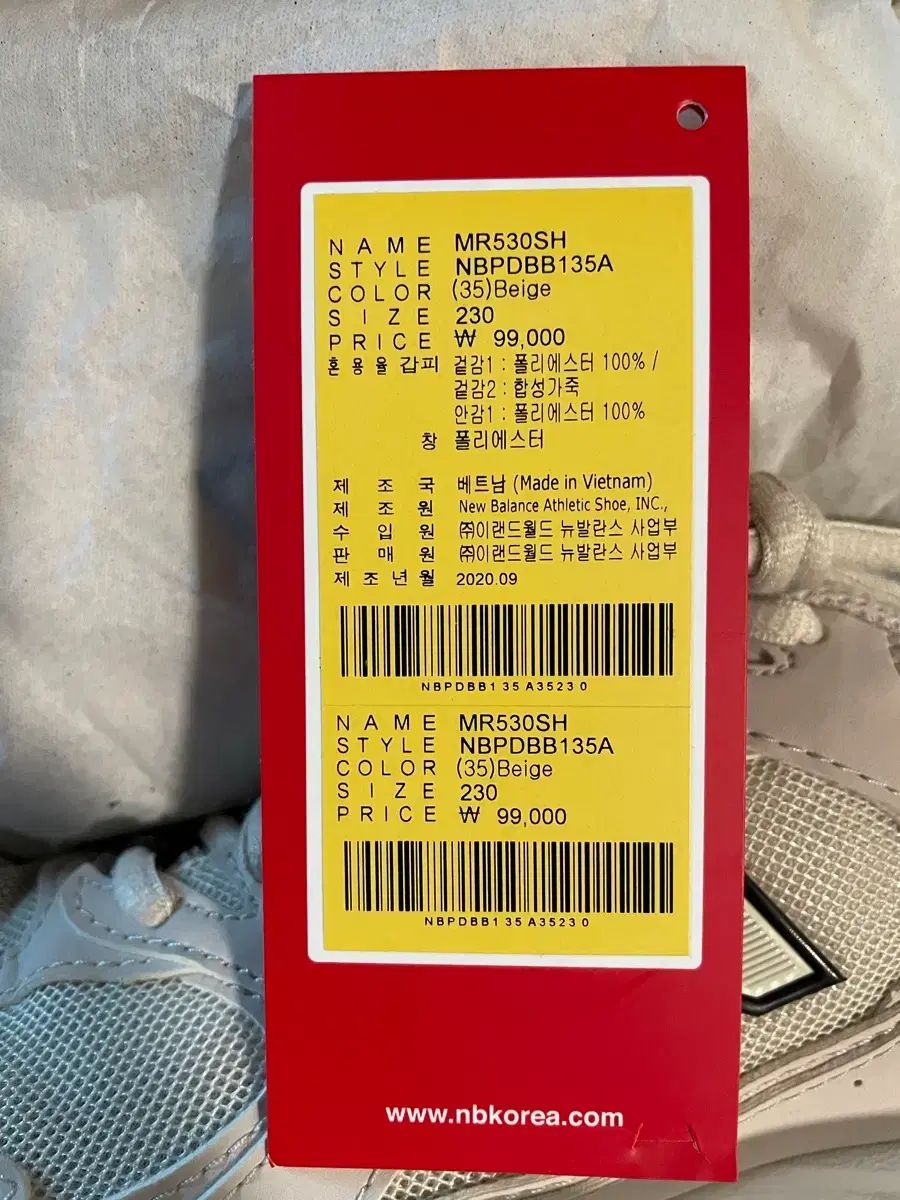 NAME MR530SH
STYLE NBPDBB135A
COLOR (35)Beige
SIZE 230
PRICE ₩ 99,000
혼용율 갑피 겉감1 : 폴리에스터 100% /
겉감2 : 합성가죽
안감1 : 폴리에스터 100%
창 폴리에스터
제조국 베트남 (Made in Vietnam)
제조원 New Balance Athletic Shoe, INC.,
수입원 ㈜이랜드월드 뉴발란스 사업부
판매원 ㈜이랜드월드 뉴발란스 사업부
제조년월 2020.09
NBPDBB135A35230
NAME MR530SH
STYLE NBPDBB135A
COLOR (35)Beige
SIZE 230
PRICE ₩ 99,000
NBPDBB135A35230
www.nbkorea.com